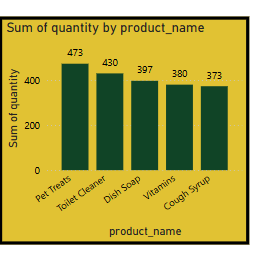 Sum of quantity by product_name
473
430
397
380
373
400
200
0
Sum of quantity
Pet Treats
Toilet Cleaner
Dish Soap
Vitamins
Cough Syrup
product_name